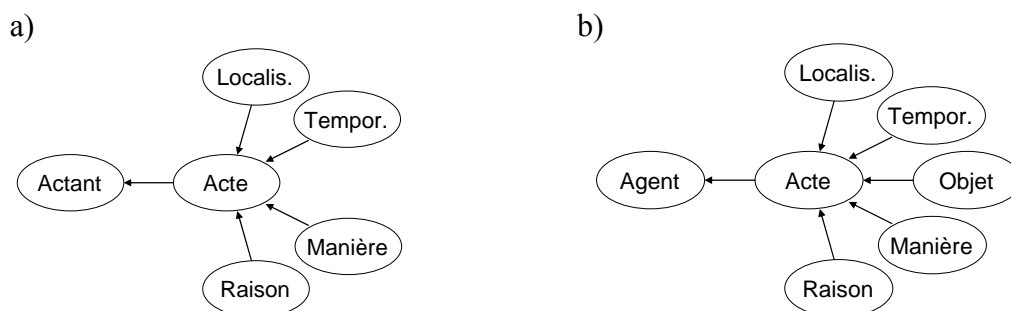 a)
Localis.
Tempor.
Actant
Acte
Manière
Raison
b)
Localis.
Tempor.
Agent
Acte
Objet
Manière
Raison